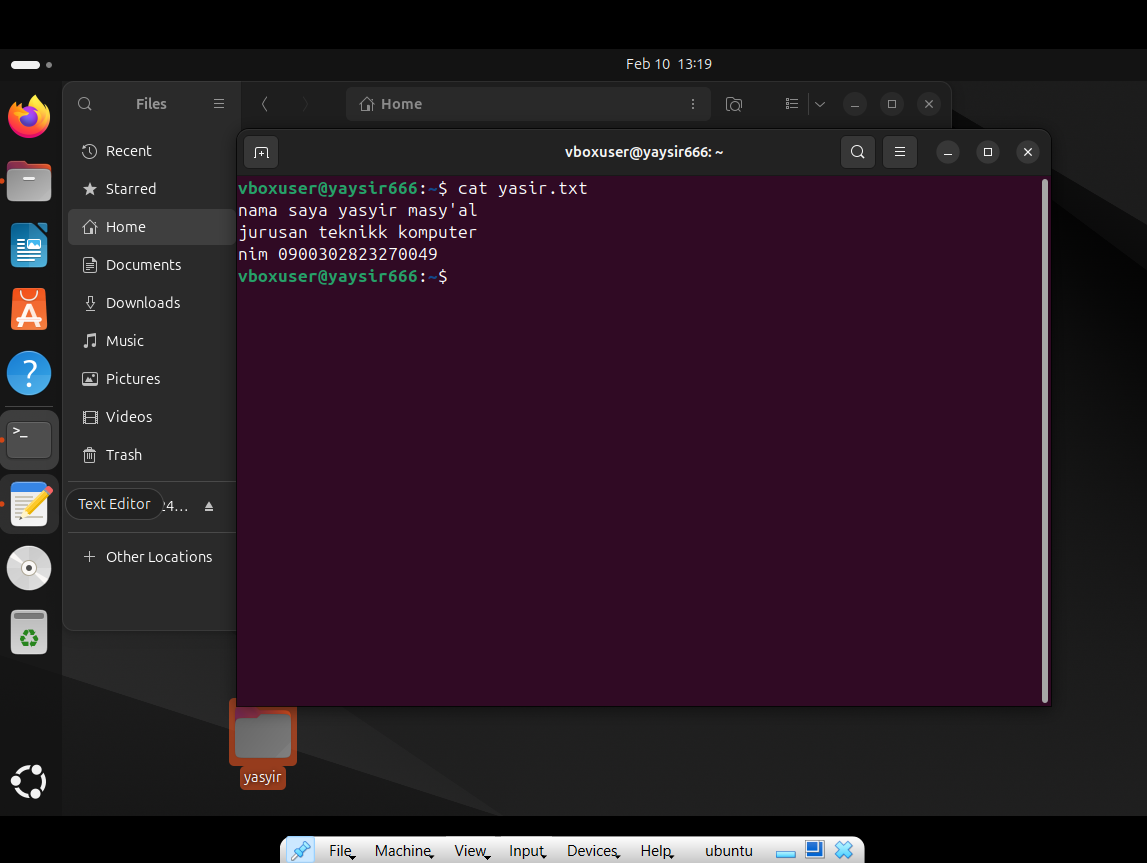 Feb 10 13:19
Files
Home
Recent
Starred
Home
Documents
Downloads
Music
Pictures
Videos
Trash
Text Editor
24…
Other Locations
vboxuser@yaysir666: ~
vboxuser@yaysir666:~$ cat yasir.txt
nama saya yasyir masy'al
jurusan teknikk komputer
nim 0900302823270049
vboxuser@yaysir666:~$
>_
yasyir
File Machine View Input Devices Help ubuntu